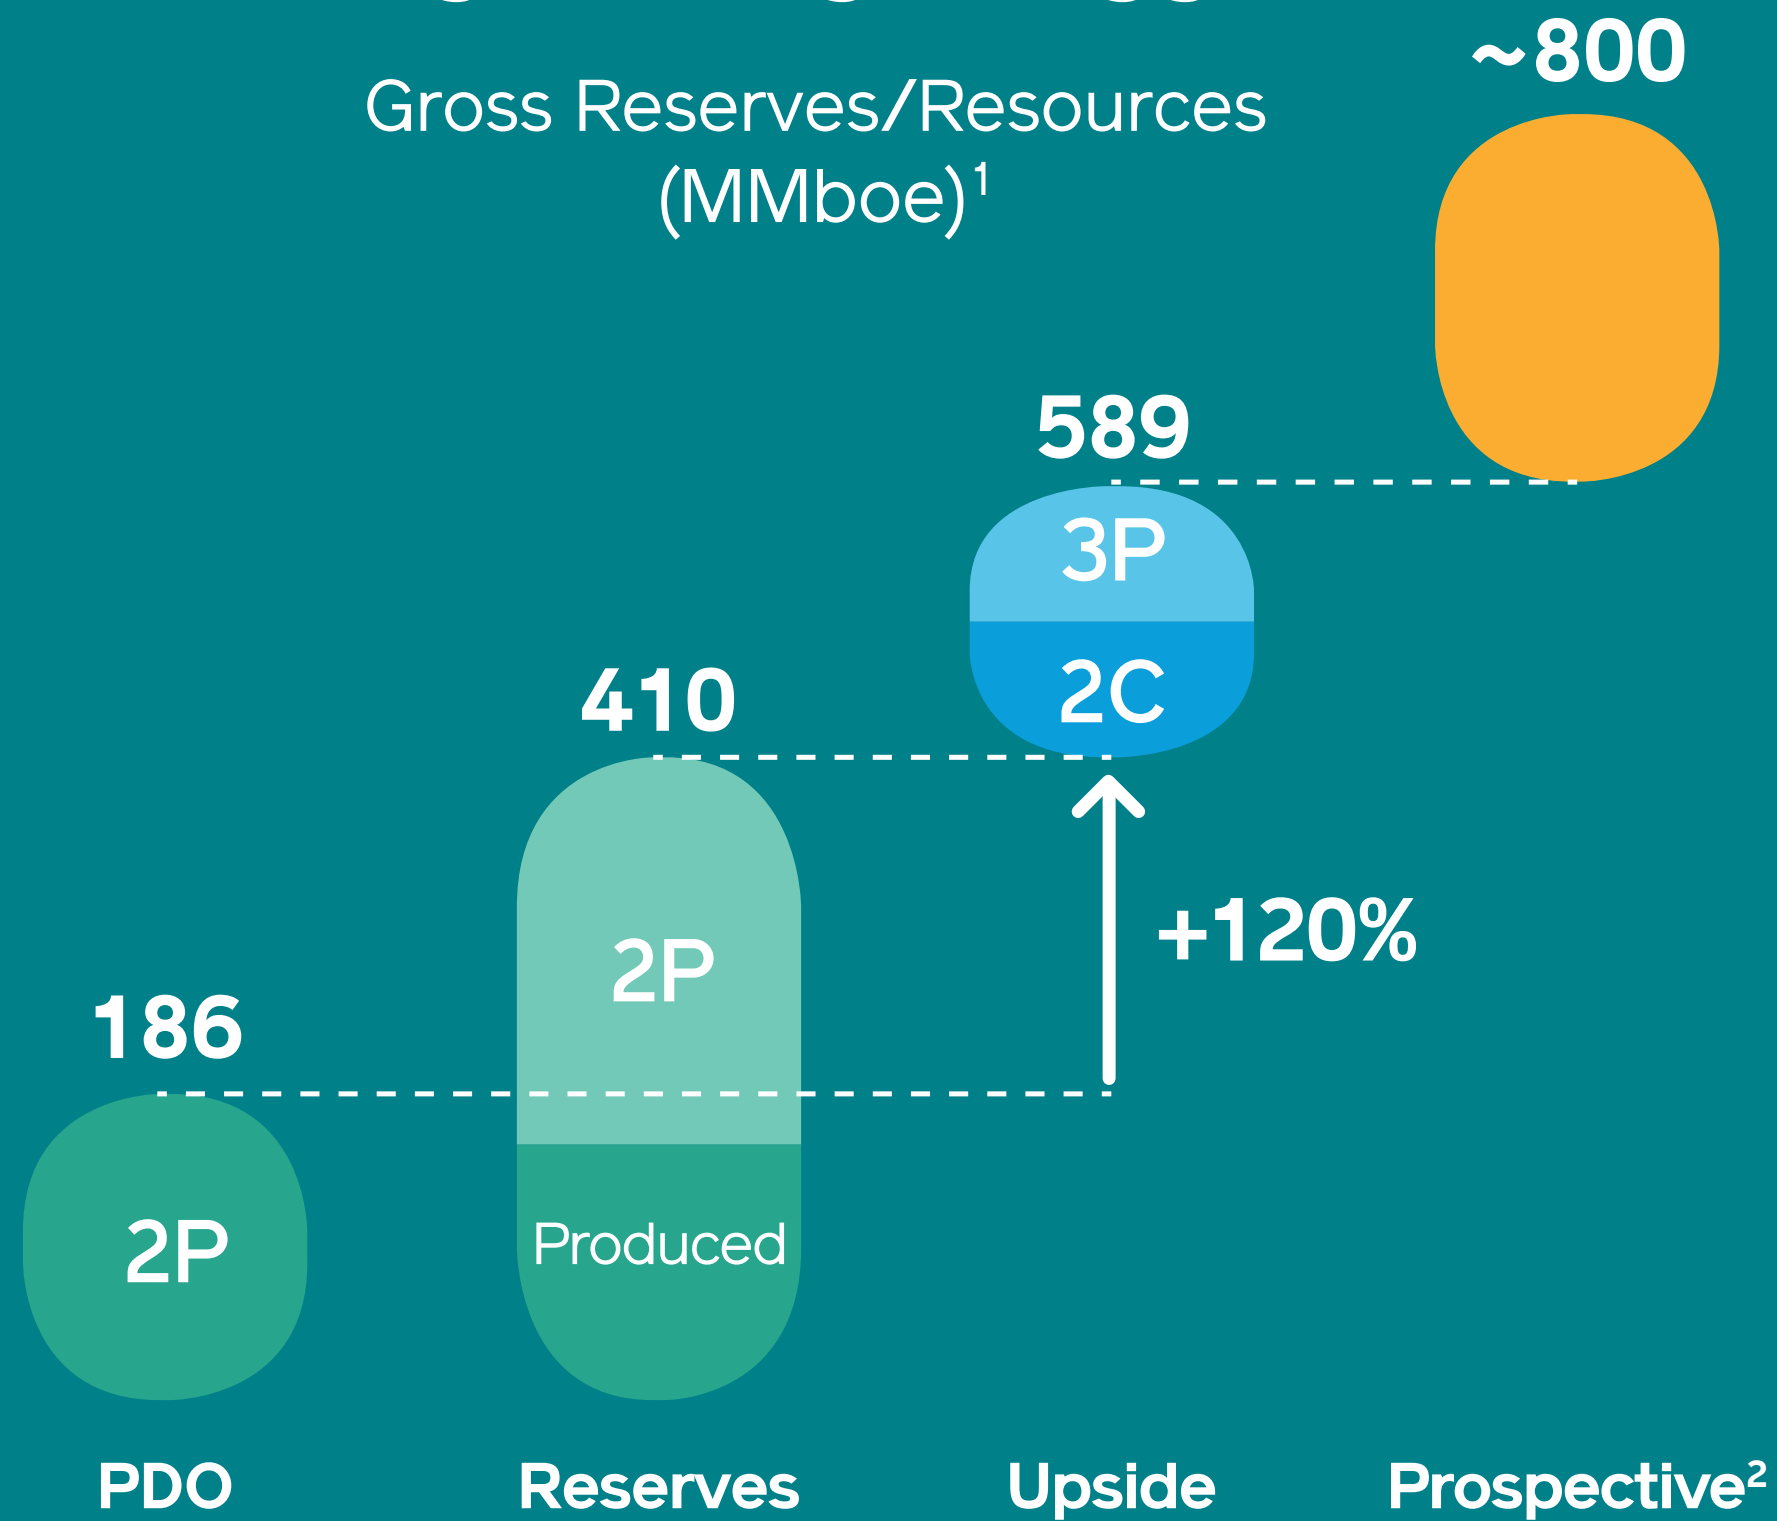 Gross Reserves/Resources
(MMboe)¹
~800
589
3P
2C
410
2P
Produced
+120%
186
2P
PDO
Reserves
Upside
Prospective²